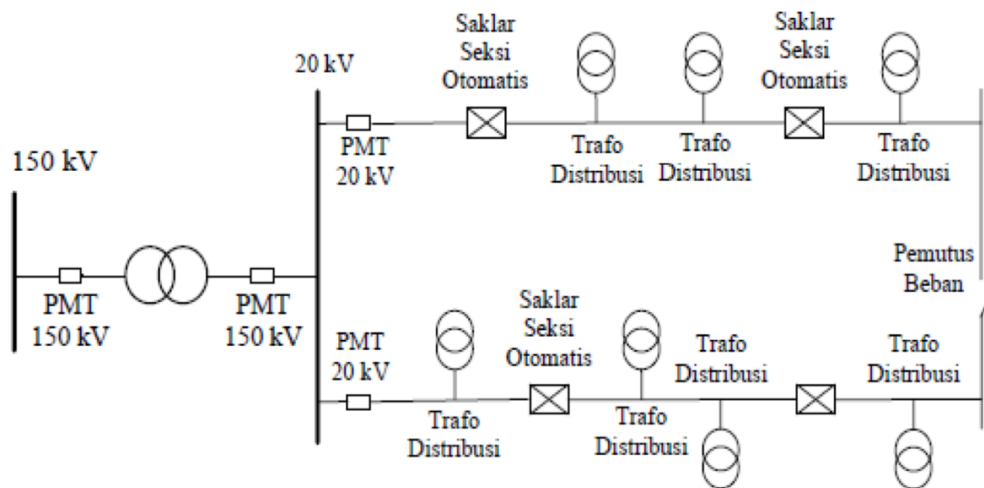 Saklar
Seksi
Otomatis
Saklar
Seksi
Otomatis
20 kV
PMT
20 kV
Trafo
Distribusi
Trafo
Distribusi
Trafo
Distribusi
150 kV
PMT
150 kV
PMT
150 kV
Pemutus
Beban
PMT
20 kV
Saklar
Seksi
Otomatis
Trafo
Distribusi
Trafo
Distribusi
Trafo
Distribusi
Trafo
Distribusi